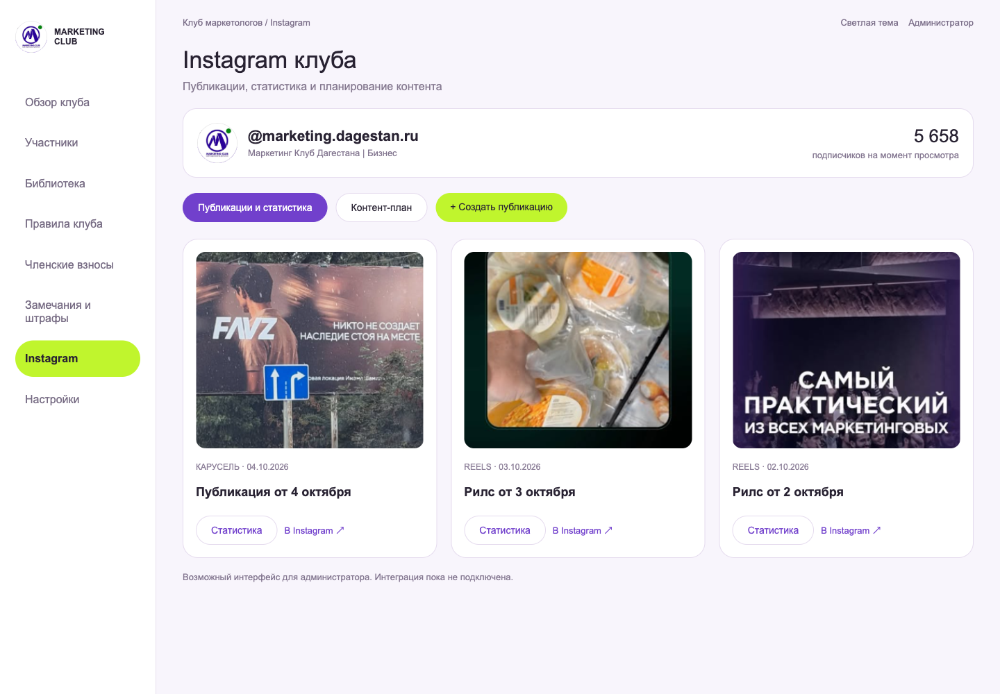 MARKETING
CLUB
Обзор клуба
Участники
Библиотека
Правила клуба
Членские взносы
Замечания и
штрафы
Instagram
Настройки
Клуб маркетологов / Instagram
Светлая тема
Администратор
Instagram клуба
Публикации, статистика и планирование контента
@marketing.dagestan.ru
Маркетинг Клуб Дагестана | Бизнес
5 658
подписчиков на момент просмотра
Публикации и статистика
Контент-план
+ Создать публикацию
FAVZ
НИКТО НЕ СОЗДАЕТ
НАСЛЕДИЕ СТОЯ НА МЕСТЕ
локация
КАРУСЕЛЬ · 04.10.2026
Публикация от 4 октября
Статистика
В Instagram ↗
REELS · 03.10.2026
Рилс от 3 октября
Статистика
В Instagram ↗
САМЫЙ
ПРАКТИЧЕСКИЙ
ИЗ ВСЕХ МАРКЕТИНГОВЫХ
REELS · 02.10.2026
Рилс от 2 октября
Статистика
В Instagram ↗
Возможный интерфейс для администратора. Интеграция пока не подключена.